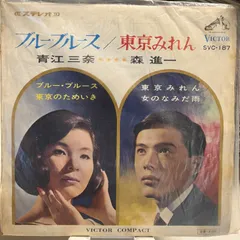 ステレオ
ブルー・ブルース/東京みれん
VICTOR
SVC-187
青江三奈
森進一
ブルー・ブルース
東京のためいき
東京みれん
女のなみだ雨
VICTOR COMPACT